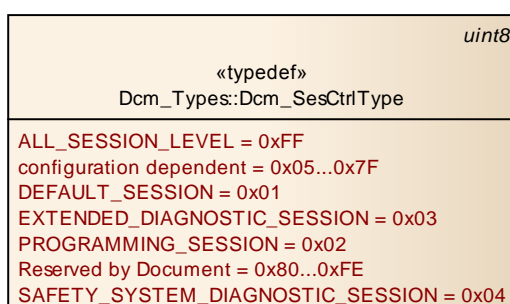 uint8
«typedef»
Dcm_Types::Dcm_SesCtrlType
ALL_SESSION_LEVEL = 0xFF
configuration dependent = 0x05...0x7F
DEFAULT_SESSION = 0x01
EXTENDED_DIAGNOSTIC_SESSION = 0x03
PROGRAMMING_SESSION = 0x02
Reserved by Document = 0x80...0xFE
SAFETY_SYSTEM_DIAGNOSTIC_SESSION = 0x04